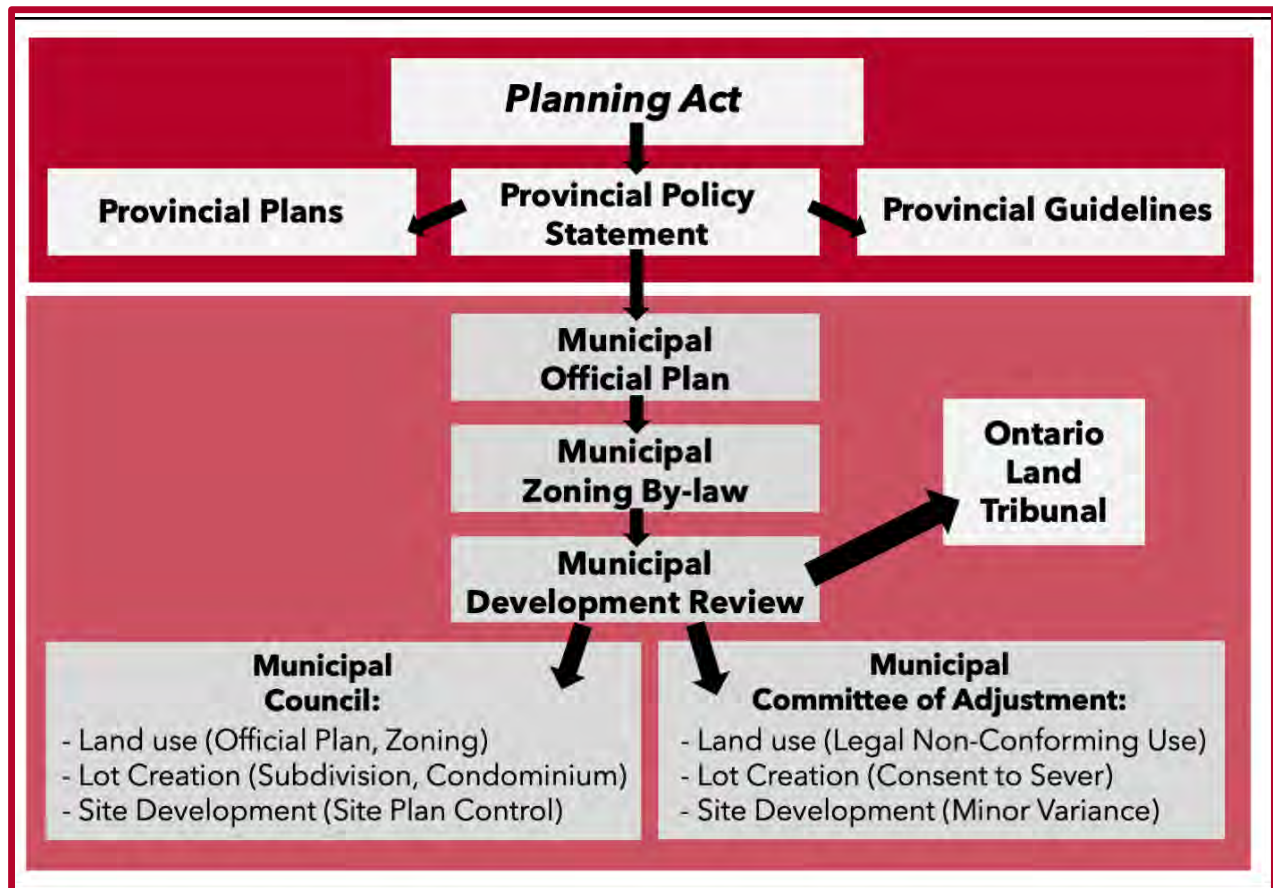 Planning Act
Provincial Plans
Provincial Policy
Statement
Provincial Guidelines
Municipal
Official Plan
Municipal
Zoning By-law
Ontario
Land
Tribunal
Municipal
Development Review
Municipal
Council:
- Land use (Official Plan, Zoning)
- Lot Creation (Subdivision, Condominium)
- Site Development (Site Plan Control)
Municipal
Committee of Adjustment:
- Land use (Legal Non-Conforming Use)
- Lot Creation (Consent to Sever)
- Site Development (Minor Variance)